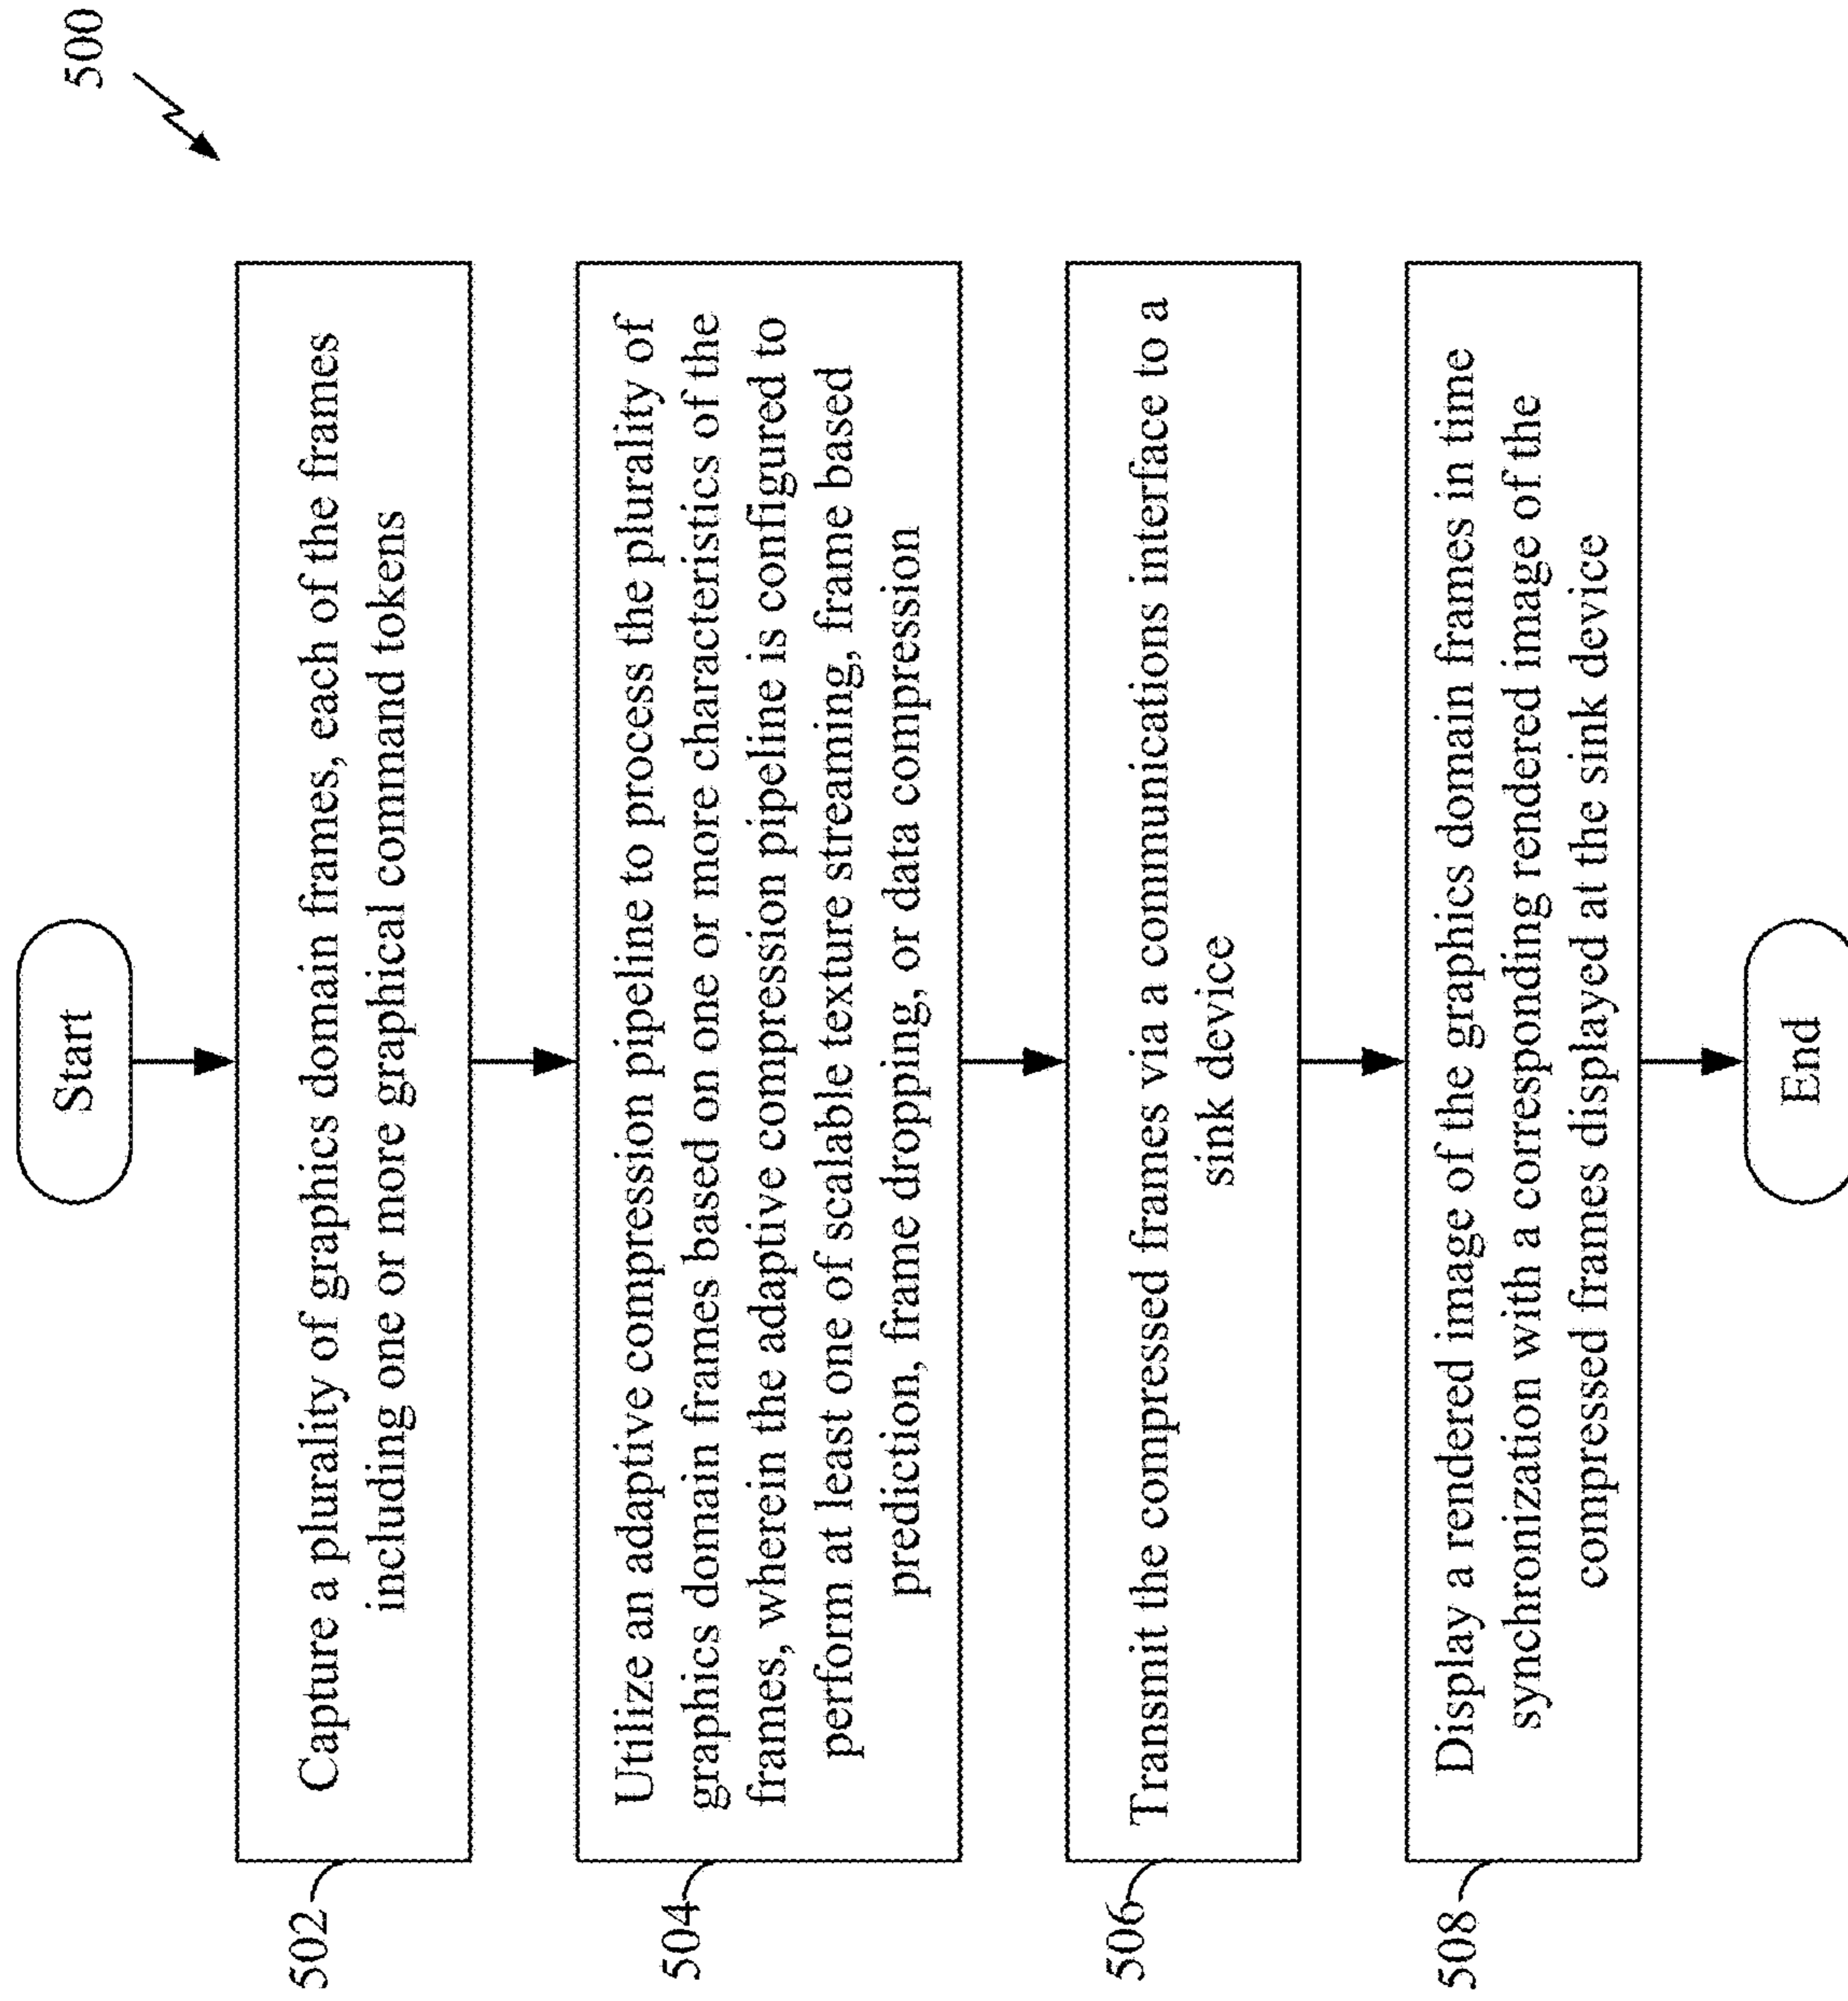 500
Start
502
Capture a plurality of graphics domain frames, each of the frames
including one or more graphical command tokens
504
Utilize an adaptive compression pipeline to process the plurality of
graphics domain frames based on one or more characteristics of the
frames, wherein the adaptive compression pipeline is configured to
perform at least one of scalable texture streaming, frame based
prediction, frame dropping, or data compression
506
Transmit the compressed frames via a communications interface to a
sink device
508
Display a rendered image of the graphics domain frames in time
synchronization with a corresponding rendered image of the
compressed frames displayed at the sink device
End